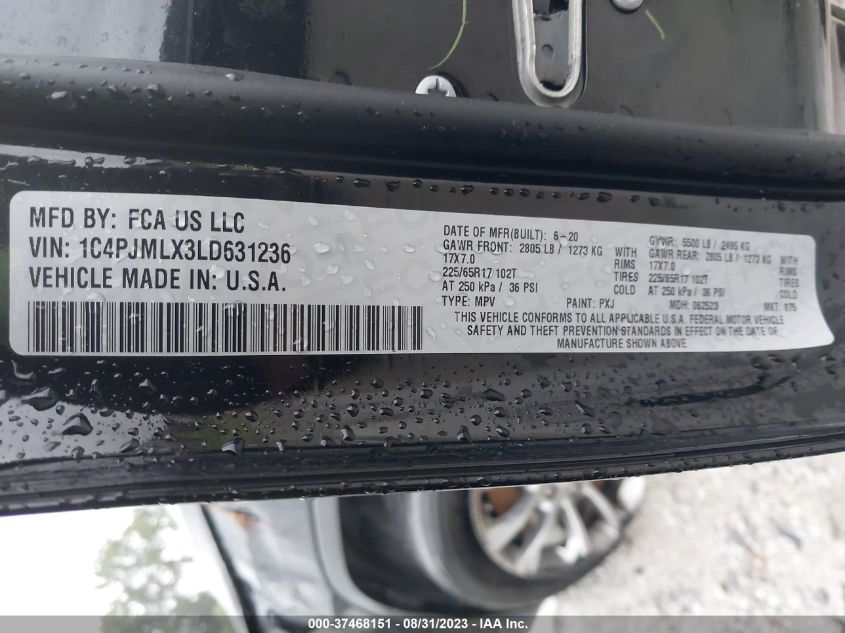 MFD BY: FCA US LLC
VIN: 1C4PJMLX3LD631236
VEHICLE MADE IN: U.S.A.
DATE OF MFR(BUILT): 6-20 GVWR: 5500 LB / 2495 KG
GAWR FRONT: 2805 LB / 1273 KG WITH GAWR REAR: 2805 LB / 1273 KG WITH
17X7.0 RIMS 17X7.0 RIMS
225/65R17 102T TIRES 225/65R17 102T TIRES
AT 250 kPa / 36 PSI COLD AT 250 kPa / 36 PSI COLD
TYPE: MPV PAINT: PXJ MDH: 062523 MKT: 875
THIS VEHICLE CONFORMS TO ALL APPLICABLE U.S.A. FEDERAL MOTOR VEHICLE
SAFETY AND THEFT PREVENTION STANDARDS IN EFFECT ON THE DATE OF
MANUFACTURE SHOWN ABOVE.
000-37468151 - 08/31/2023 - IAA Inc.